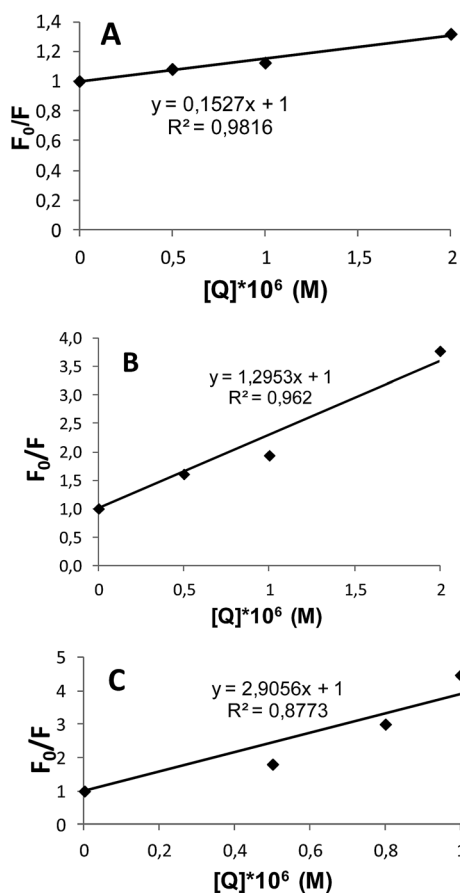 A
1,4
1,2
1
0,8
0,6
0,4
0,2
0
F₀/F
y = 0,1527x + 1
R² = 0,9816
0 0,5 1 1,5 2
[Q]*10⁶ (M)
B
4,0
3,5
3,0
2,5
2,0
1,5
1,0
0,5
0,0
F₀/F
y = 1,2953x + 1
R² = 0,962
0 0,5 1 1,5 2
[Q]*10⁶ (M)
C
5
4
3
2
1
0
F₀/F
y = 2,9056x + 1
R² = 0,8773
0 0,2 0,4 0,6 0,8 1
[Q]*10⁶ (M)